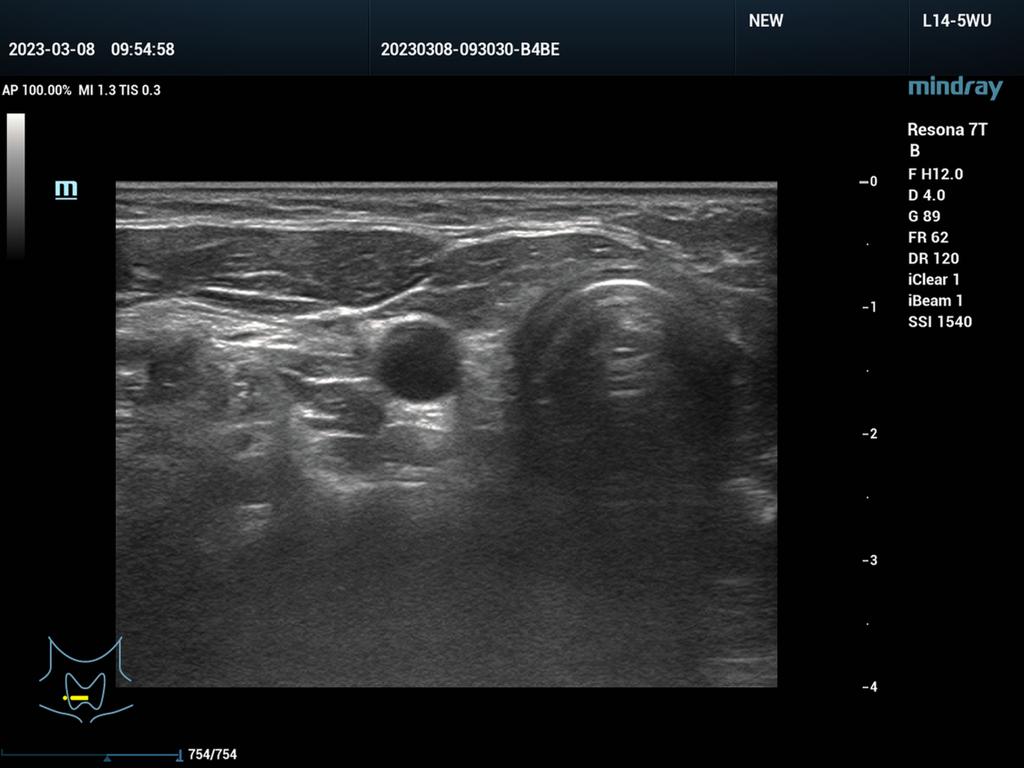 NEW
L14-5WU
2023-03-08 09:54:58
20230308-093030-B4BE
AP 100.00% MI 1.3 TIS 0.3
mindray
Resona 7T
B
F H12.0
D 4.0
G 89
FR 62
DR 120
iClear 1
iBeam 1
SSI 1540
m
0
-1
-2
-3
-4
754/754